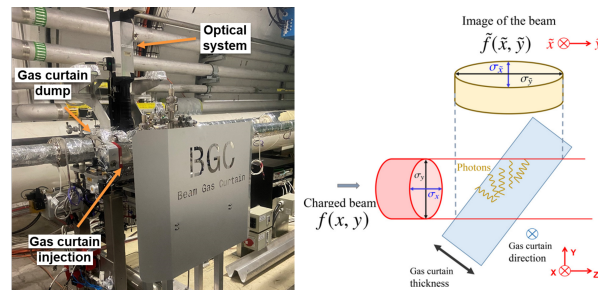 Optical
system
Gas curtain
dump
BGC
Beam Gas Curtain
Gas curtain
injection
Image of the beam
f̃(x̃, ỹ)
x̃
ỹ
σx̃
σỹ
Photons
σy
σx
Charged beam
f(x, y)
Gas curtain
direction
Gas curtain
thickness
Y
X
Z